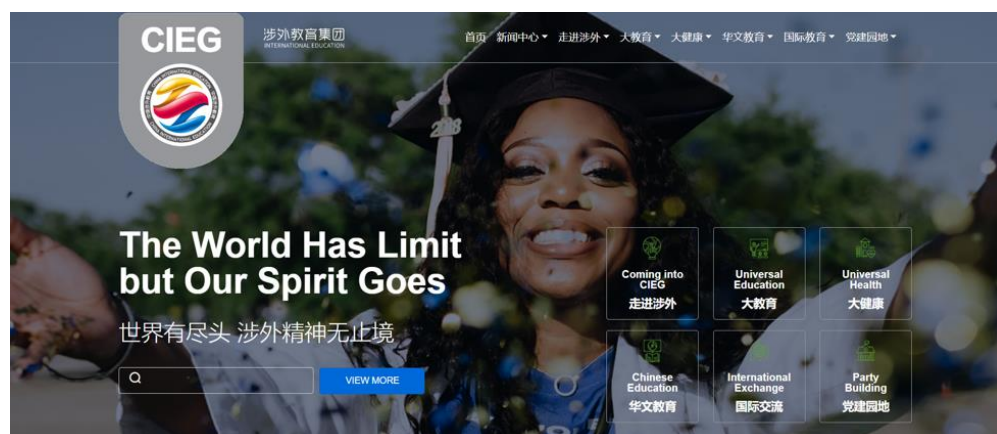 CIEG
涉外教育集团
INTERNATIONAL EDUCATION
首页 新闻中心 走进涉外 大教育 大健康 华文教育 国际教育 党建园地
The World Has Limit
but Our Spirit Goes
世界有尽头 涉外精神无止境
VIEW MORE
Coming into
CIEG
走进涉外
Universal
Education
大教育
Universal
Health
大健康
Chinese
Education
华文教育
International
Exchange
国际交流
Party
Building
党建园地